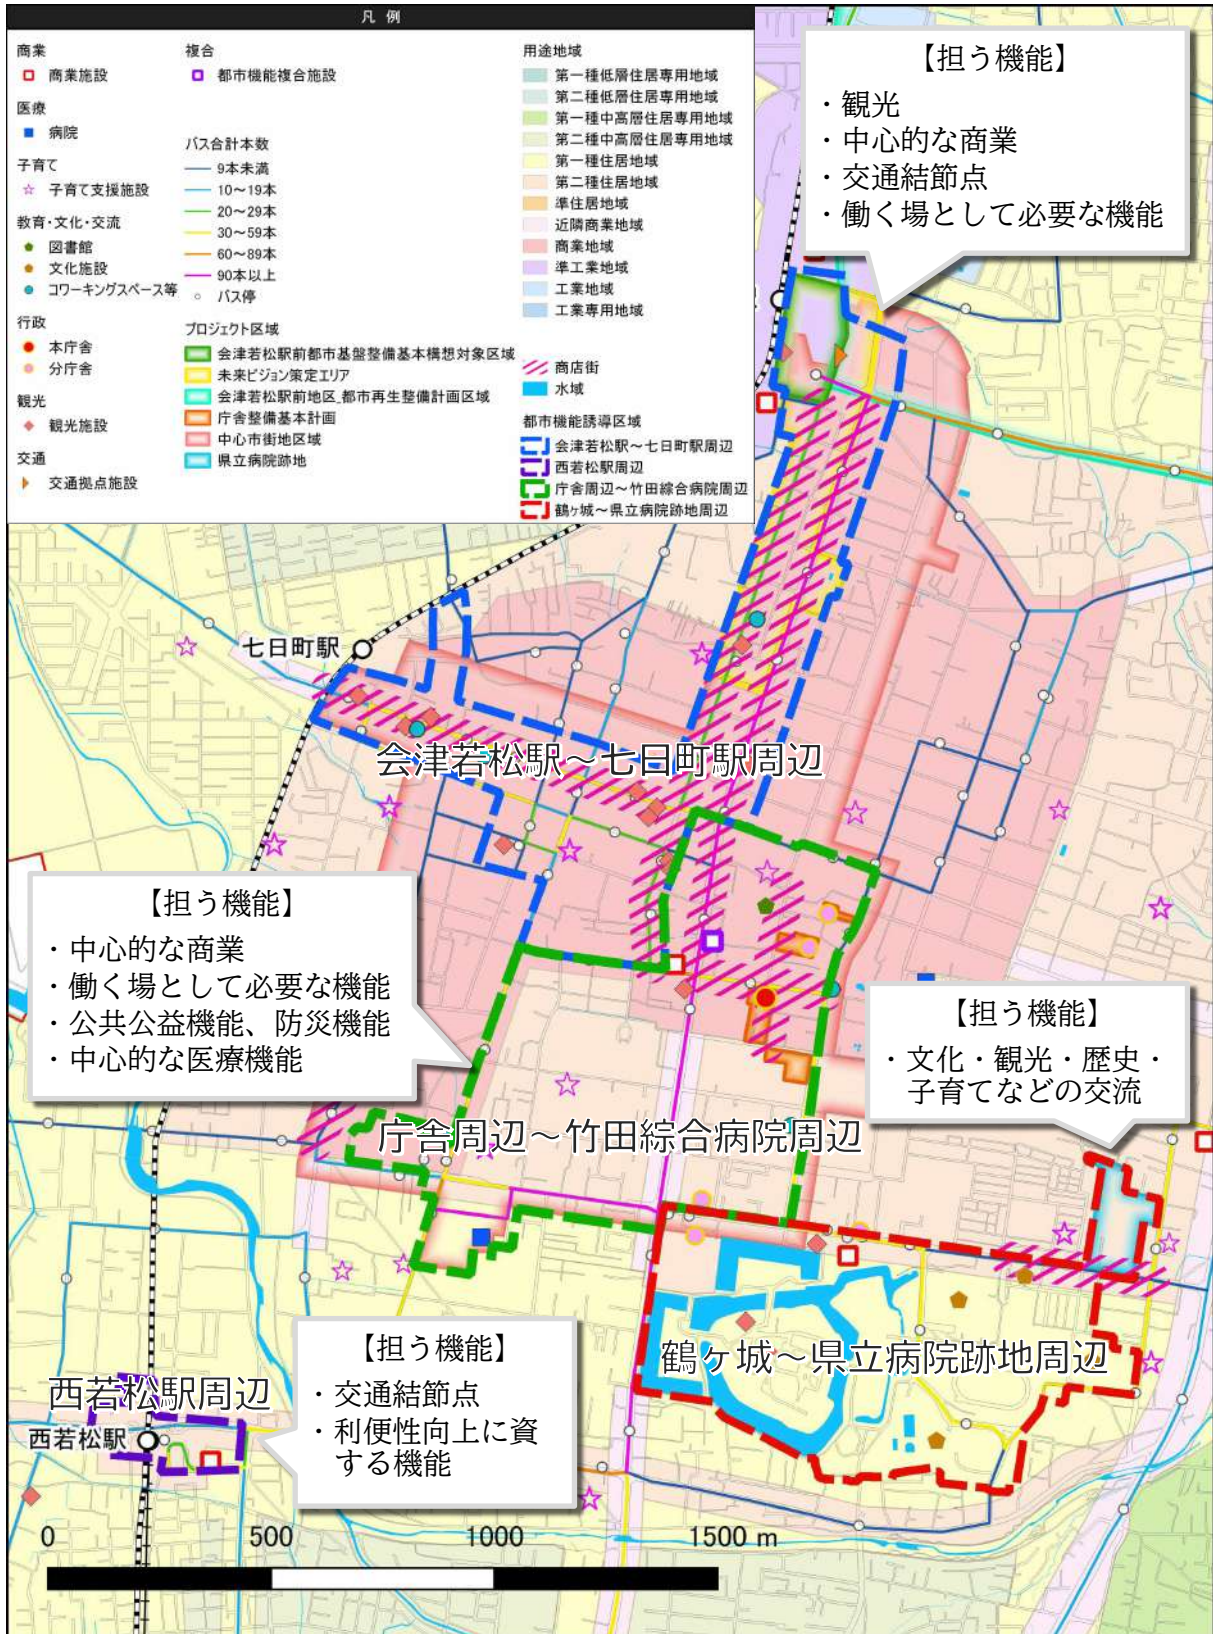 凡 例
商業
商業施設
医療
病院
子育て
子育て支援施設
教育・文化・交流
図書館
文化施設
コワーキングスペース等
行政
本庁舎
分庁舎
観光
観光施設
交通
交通拠点施設
複合
都市機能複合施設
バス合計本数
9本未満
10～19本
20～29本
30～59本
60～89本
90本以上
バス停
プロジェクト区域
会津若松駅前都市基盤整備基本構想対象区域
未来ビジョン策定エリア
会津若松駅前地区_都市再生整備計画区域
庁舎整備基本計画
中心市街地区域
県立病院跡地
用途地域
第一種低層住居専用地域
第二種低層住居専用地域
第一種中高層住居専用地域
第二種中高層住居専用地域
第一種住居地域
第二種住居地域
準住居地域
近隣商業地域
商業地域
準工業地域
工業地域
工業専用地域
商店街
水域
都市機能誘導区域
会津若松駅～七日町駅周辺
西若松駅周辺
庁舎周辺～竹田綜合病院周辺
鶴ヶ城～県立病院跡地周辺
【担う機能】
・観光
・中心的な商業
・交通結節点
・働く場として必要な機能
七日町駅
会津若松駅～七日町駅周辺
【担う機能】
・中心的な商業
・働く場として必要な機能
・公共公益機能、防災機能
・中心的な医療機能
【担う機能】
・文化・観光・歴史・
子育てなどの交流
庁舎周辺～竹田綜合病院周辺
鶴ヶ城～県立病院跡地周辺
【担う機能】
・交通結節点
・利便性向上に資
する機能
西若松駅周辺
西若松駅
0 500 1000 1500 m